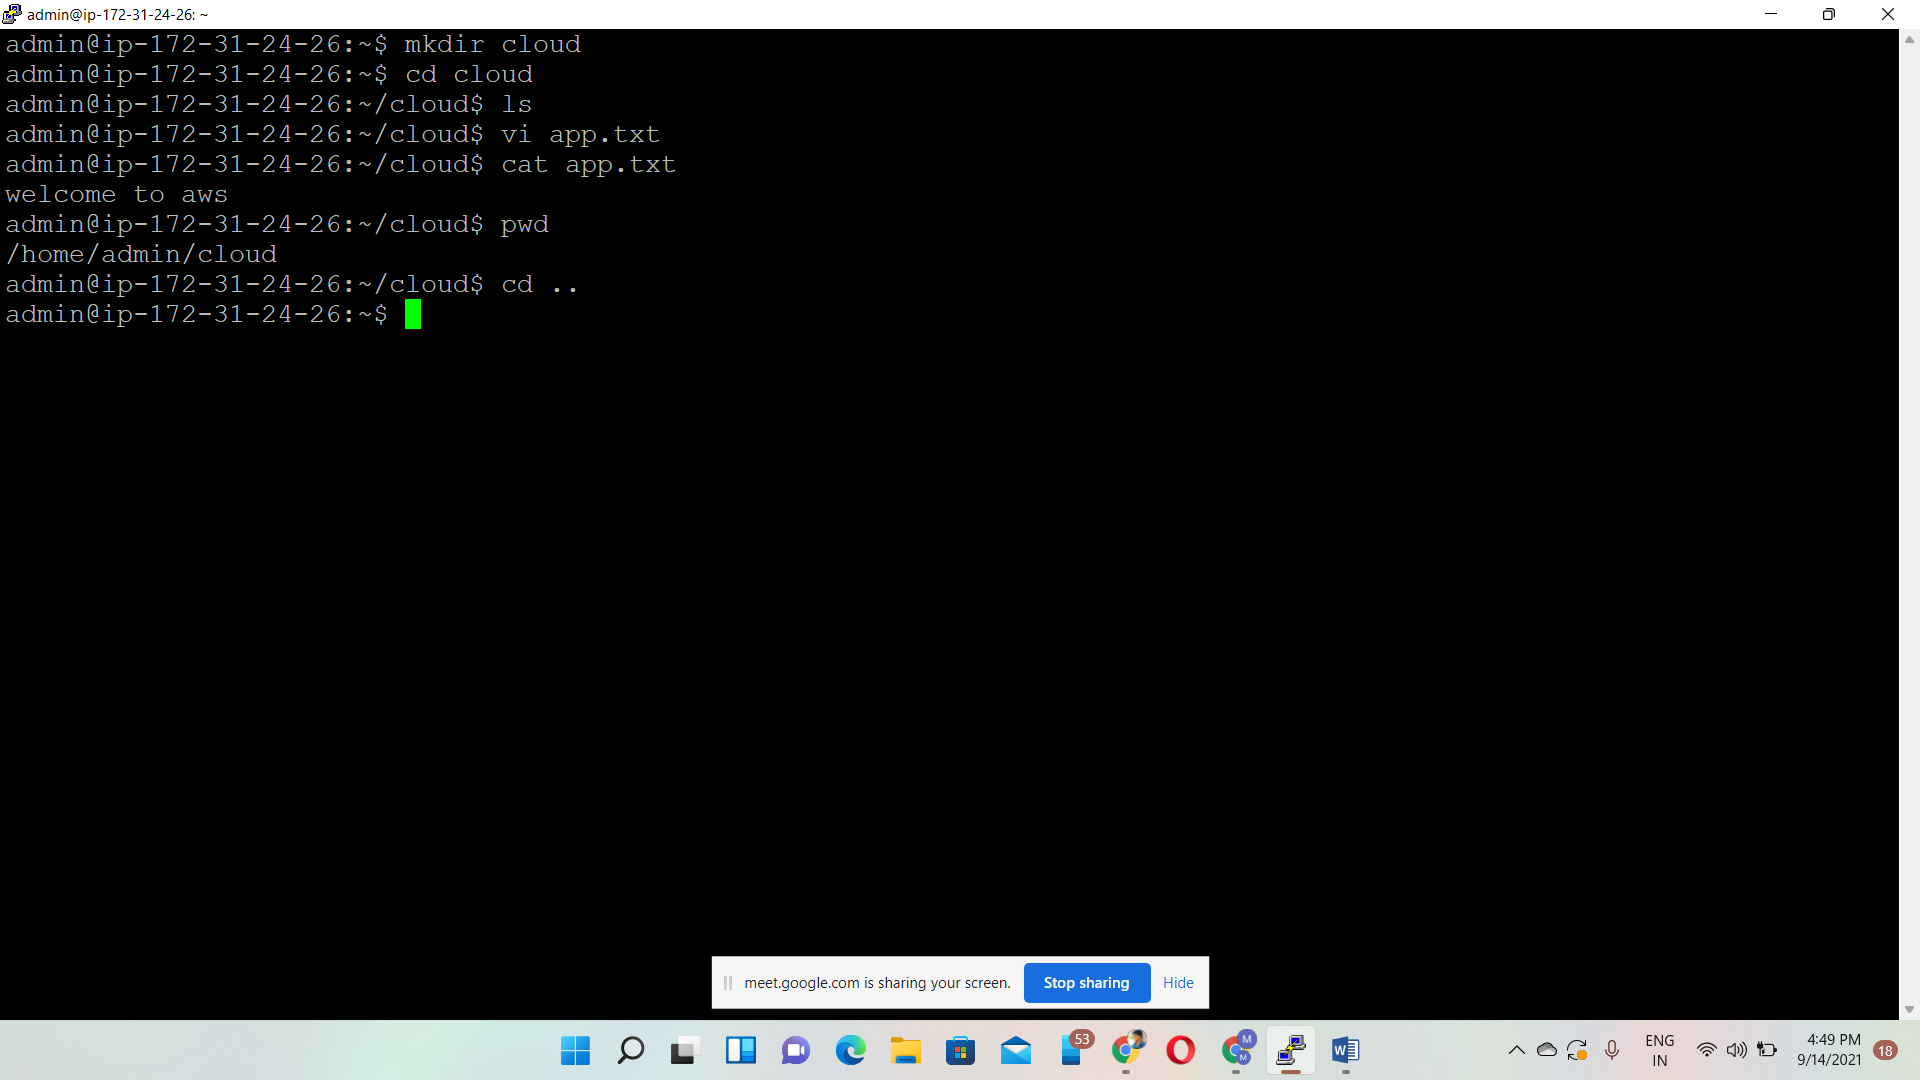 admin@ip-172-31-24-26: ~
admin@ip-172-31-24-26:~$ mkdir cloud
admin@ip-172-31-24-26:~$ cd cloud
admin@ip-172-31-24-26:~/cloud$ ls
admin@ip-172-31-24-26:~/cloud$ vi app.txt
admin@ip-172-31-24-26:~/cloud$ cat app.txt
welcome to aws
admin@ip-172-31-24-26:~/cloud$ pwd
/home/admin/cloud
admin@ip-172-31-24-26:~/cloud$ cd ..
admin@ip-172-31-24-26:~$
meet.google.com is sharing your screen. Stop sharing Hide
53
M
M
ENG
IN
4:49 PM
9/14/2021
18